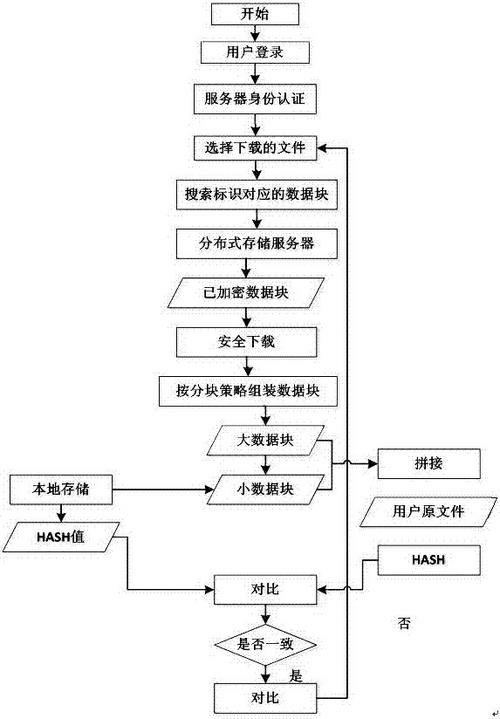 开始
用户登录
服务器身份认证
选择下载的文件
搜索标识对应的数据块
分布式存储服务器
已加密数据块
安全下载
按分块策略组装数据块
大数据块
拼接
本地存储
小数据块
用户原文件
HASH值
HASH
对比
否
是否一致
是
对比